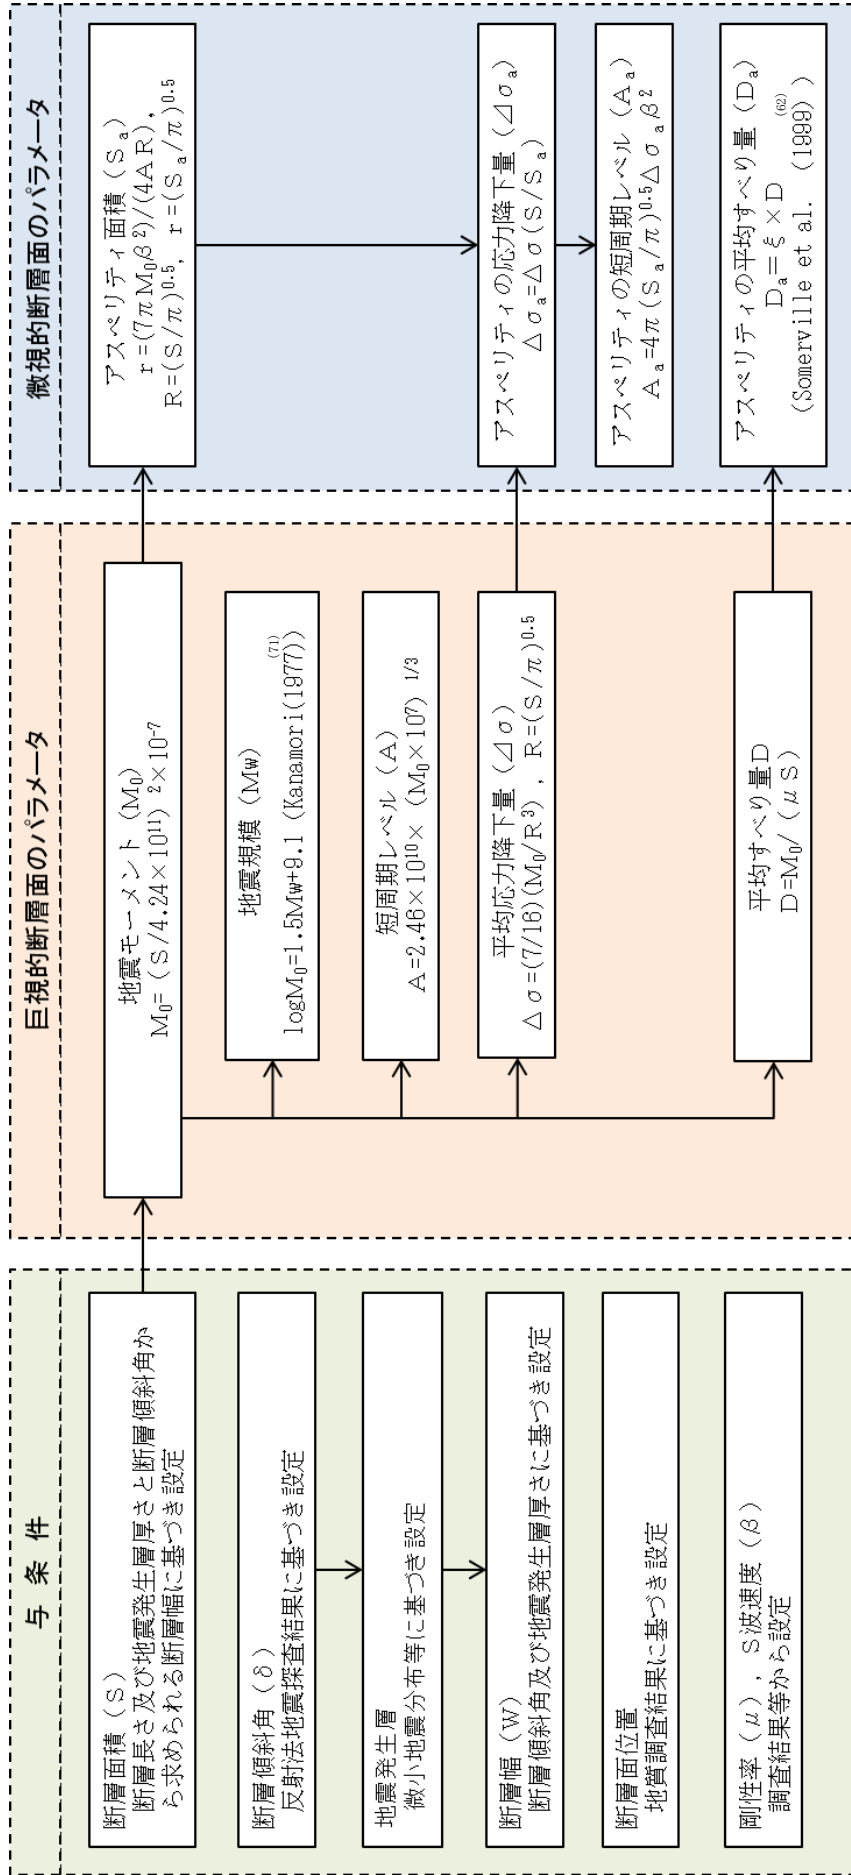 与 条 件
断層面積 (S)
断層長さ及び地震発生層厚さと断層傾斜角か
ら求められる断層幅に基づき設定
断層傾斜角 (δ)
反射法地震探査結果に基づき設定
地震発生層
微小地震分布等に基づき設定
断層幅 (W)
断層傾斜角及び地震発生層厚さに基づき設定
断層面位置
地質調査結果に基づき設定
剛性率 (μ) , S波速度 (β)
調査結果等から設定
巨視的断層面のパラメータ
地震モーメント (M₀)
M₀= (S/4.24×10¹¹) ²×10⁻⁷
地震規模 (Mw)
logM₀=1.5Mw+9.1 (Kanamori(1977)⁽⁷¹⁾)
短周期レベル (A)
A=2.46×10¹⁰× (M₀×10⁷) ¹/³
平均応力降下量 (Δσ)
Δσ=(7/16)(M₀/R³) , R=(S/π)⁰·⁵
平均すべり量D
D=M₀/ (μS)
微視的断層面のパラメータ
アスペリティ面積 (Sₐ)
r=(7πM₀β²)/(4AR),
R=(S/π)⁰·⁵, r=(Sₐ/π)⁰·⁵
アスペリティの応力降下量 (Δσₐ)
Δσₐ=Δσ(S/Sₐ)
アスペリティの短周期レベル (Aₐ)
Aₐ=4π(Sₐ/π)⁰·⁵Δσₐβ²
アスペリティの平均すべり量 (Dₐ)
Dₐ=ξ×D
(Somerville et al. (1999)⁽⁶²⁾)